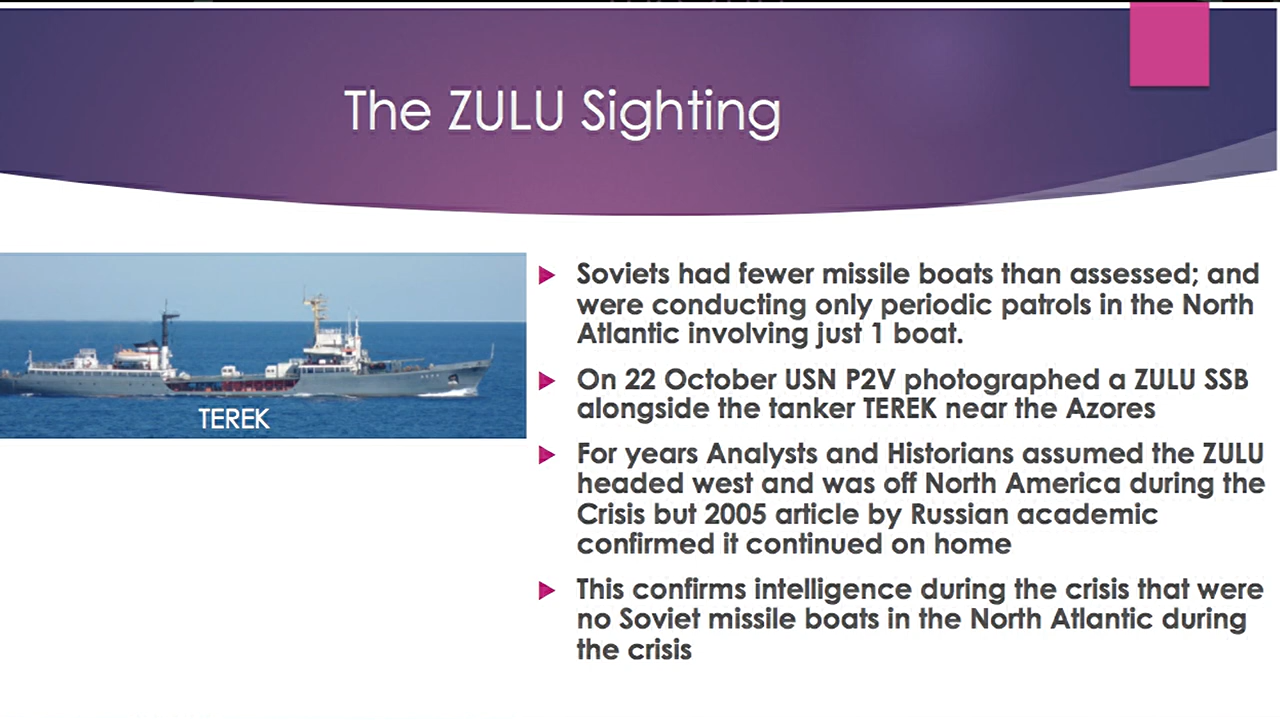 The ZULU Sighting
TEREK
Soviets had fewer missile boats than assessed; and
were conducting only periodic patrols in the North
Atlantic involving just 1 boat.
On 22 October USN P2V photographed a ZULU SSB
alongside the tanker TEREK near the Azores
For years Analysts and Historians assumed the ZULU
headed west and was off North America during the
Crisis but 2005 article by Russian academic
confirmed it continued on home
This confirms intelligence during the crisis that were
no Soviet missile boats in the North Atlantic during
the crisis